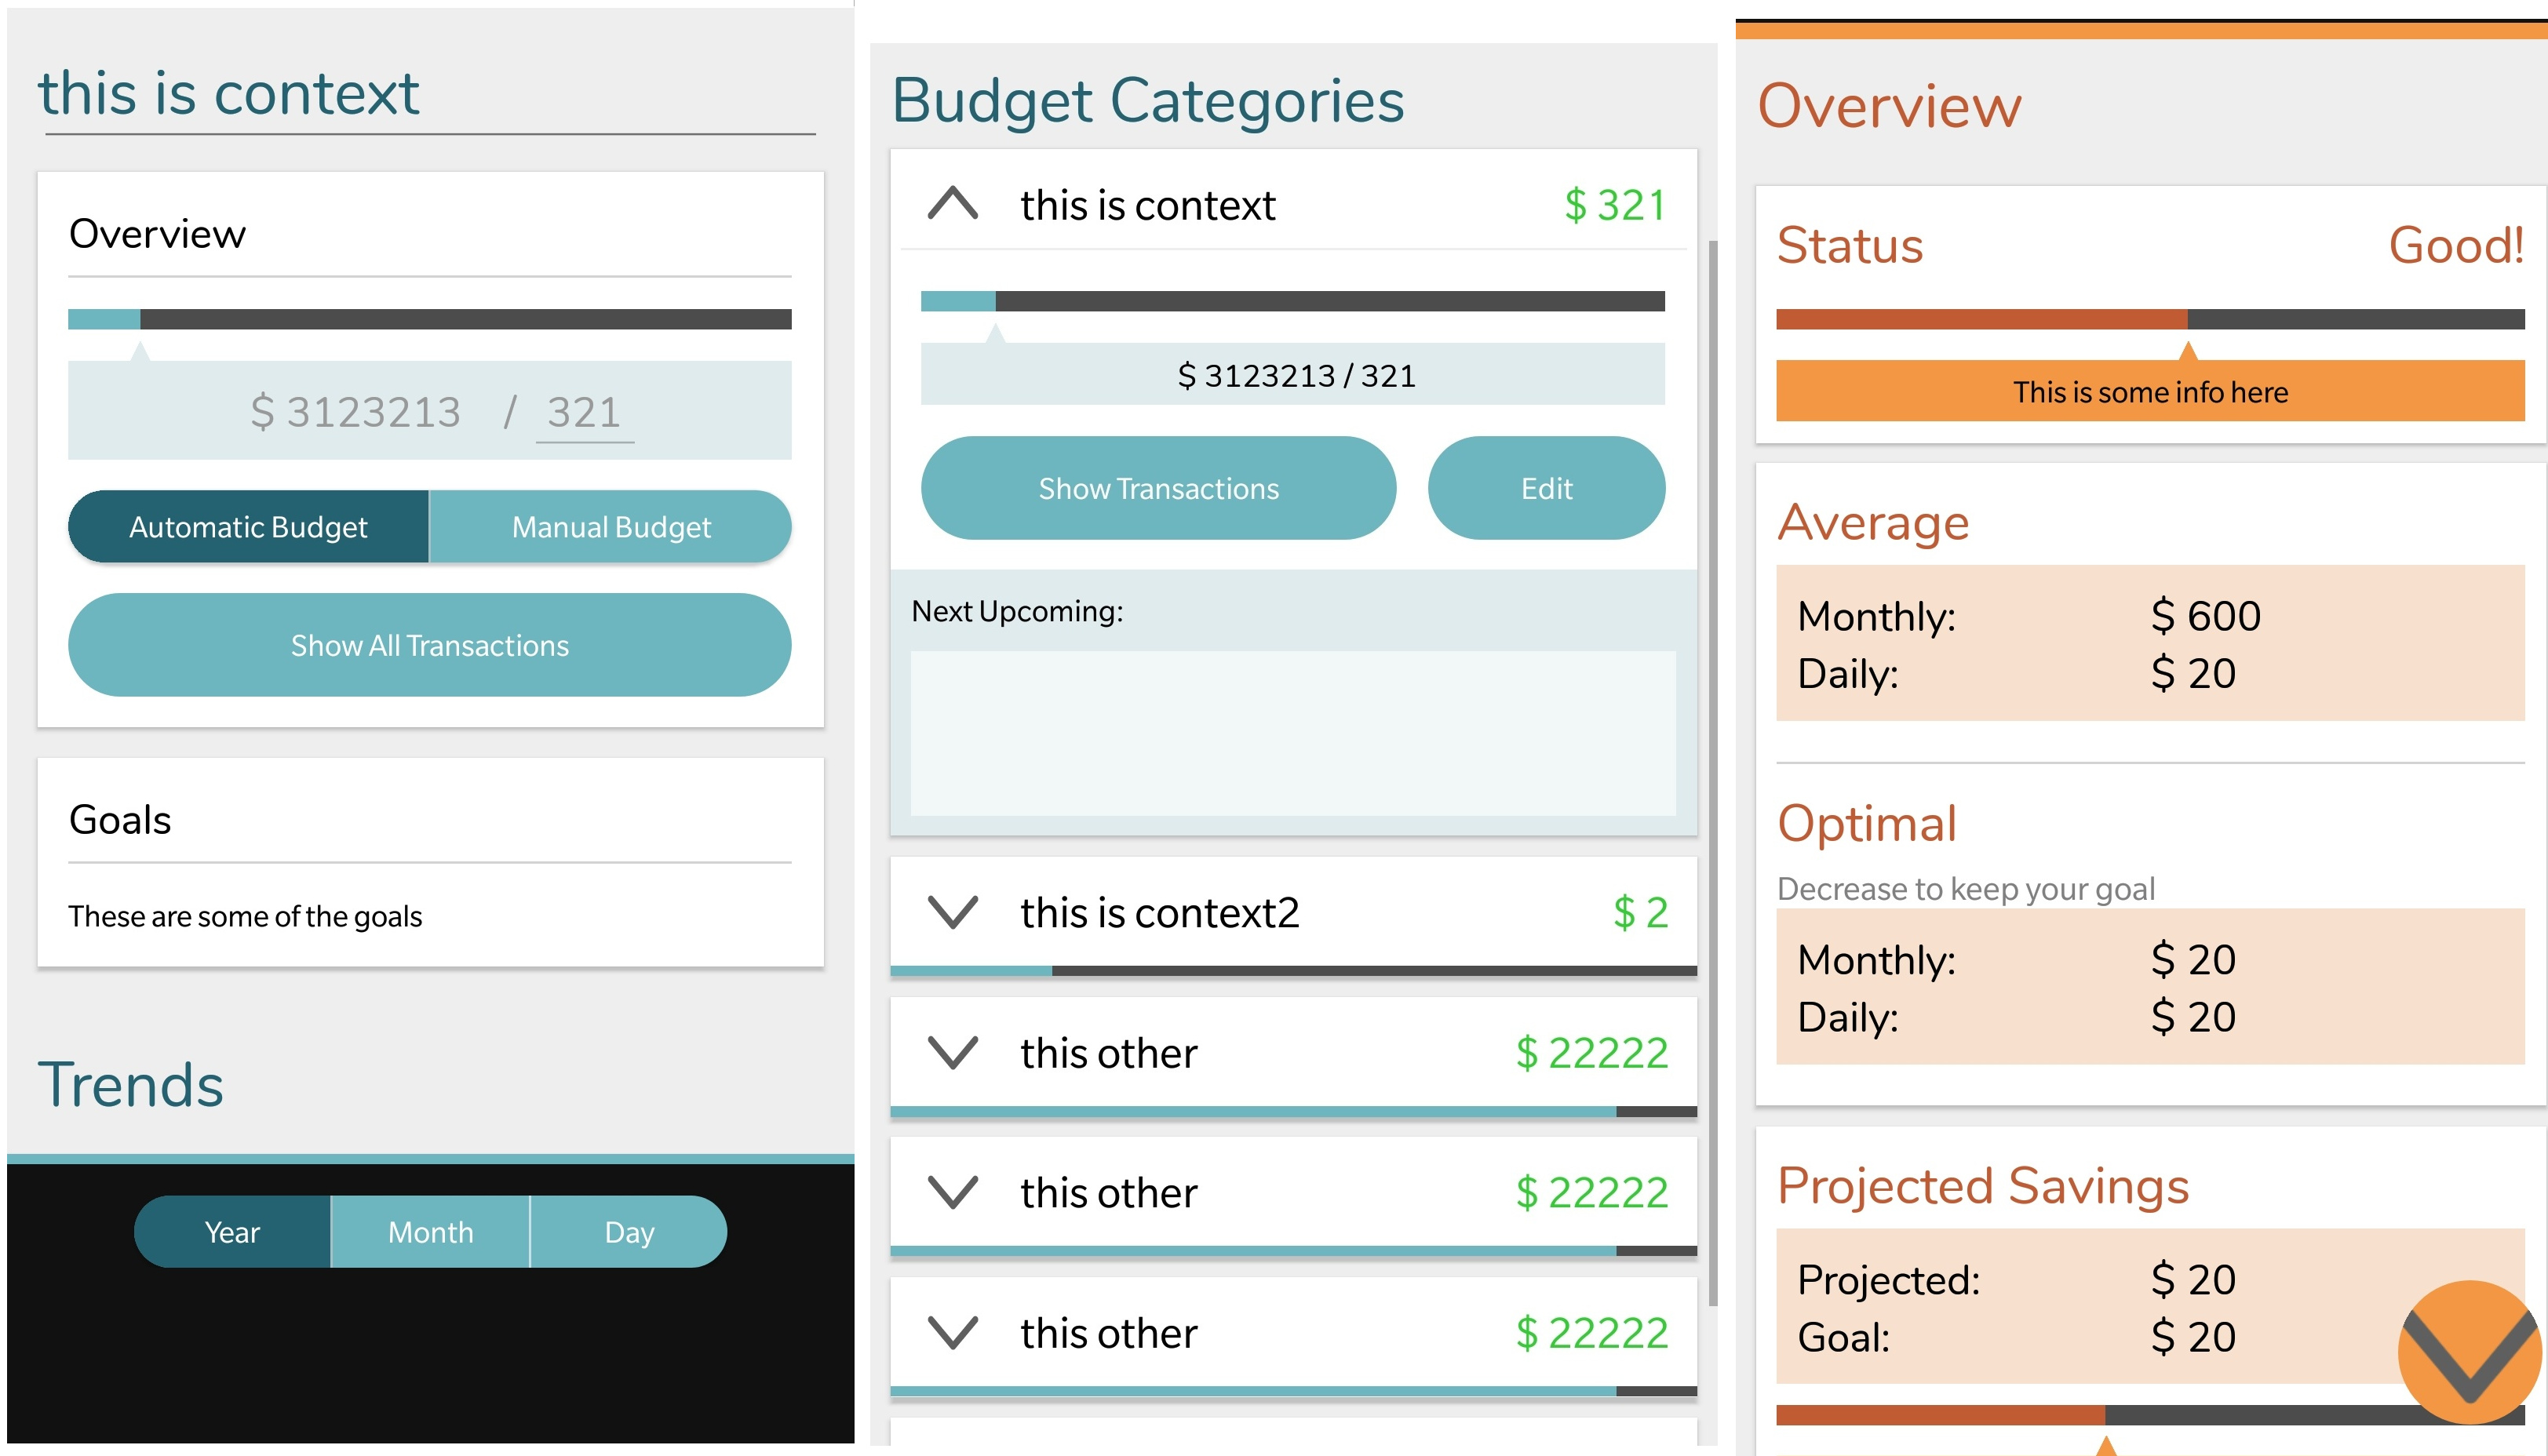 this is context
Overview
$ 3123213 / 321
Automatic Budget Manual Budget
Show All Transactions
Goals
These are some of the goals
Trends
Year Month Day
Budget Categories
this is context $ 321
$ 3123213 / 321
Show Transactions Edit
Next Upcoming:
this is context2 $ 2
this other $ 22222
this other $ 22222
this other $ 22222
Overview
Status Good!
This is some info here
Average
Monthly: $ 600
Daily: $ 20
Optimal
Decrease to keep your goal
Monthly: $ 20
Daily: $ 20
Projected Savings
Projected: $ 20
Goal: $ 20